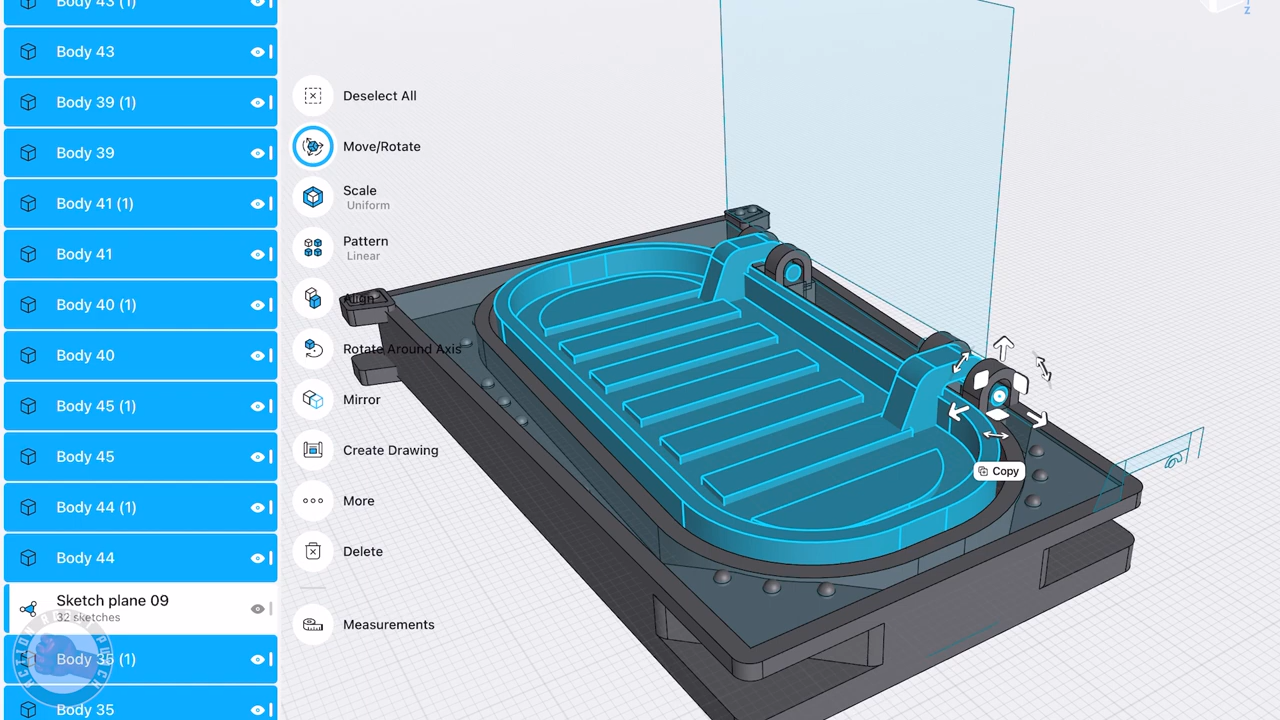 Body 43 (1)
Body 43
Body 39 (1)
Body 39
Body 41 (1)
Body 41
Body 40 (1)
Body 40
Body 45 (1)
Body 45
Body 44 (1)
Body 44
Sketch plane 09
32 sketches
Body 35 (1)
Body 35
Deselect All
Move/Rotate
Scale
Uniform
Pattern
Linear
Align
Rotate Around Axis
Mirror
Create Drawing
More
Delete
Measurements
Copy
Z